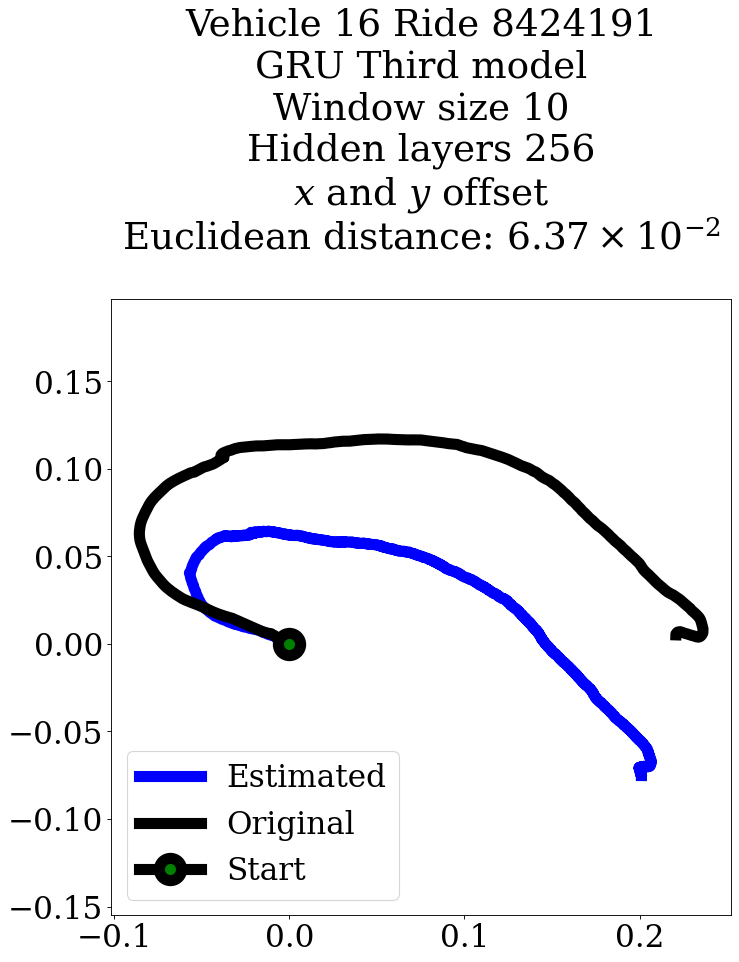 Vehicle 16 Ride 8424191
GRU Third model
Window size 10
Hidden layers 256
x and y offset
Euclidean distance: 6.37 × 10⁻²
0.15
0.10
0.05
0.00
−0.05
−0.10
−0.15
Estimated
Original
Start
−0.1 0.0 0.1 0.2